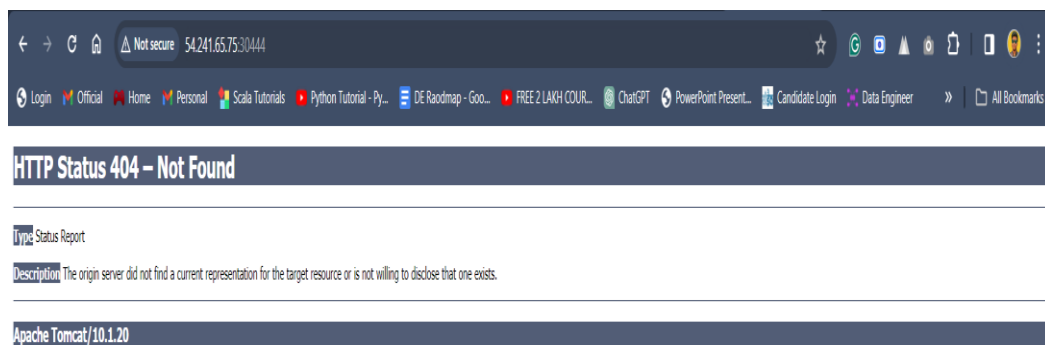 Not secure 54.241.65.75:30444
Login Official Home Personal Scala Tutorials Python Tutorial - Py... DE Raodmap - Goo... FREE 2 LAKH COUR... ChatGPT PowerPoint Present... Candidate Login Data Engineer » All Bookmarks
HTTP Status 404 – Not Found
Type Status Report
Description The origin server did not find a current representation for the target resource or is not willing to disclose that one exists.
Apache Tomcat/10.1.20